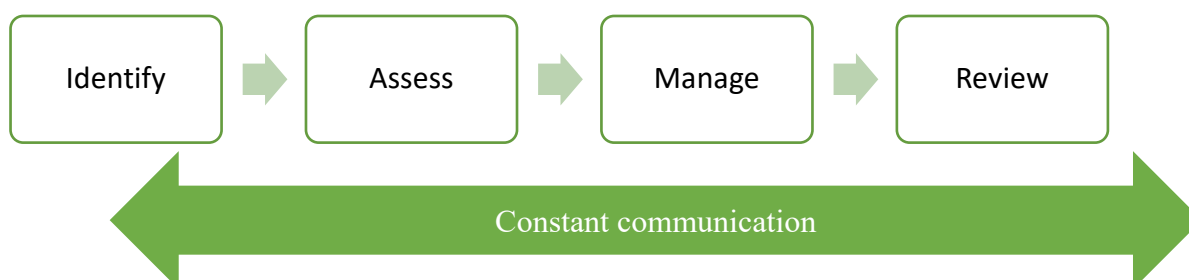 Identify
Assess
Manage
Review
Constant communication